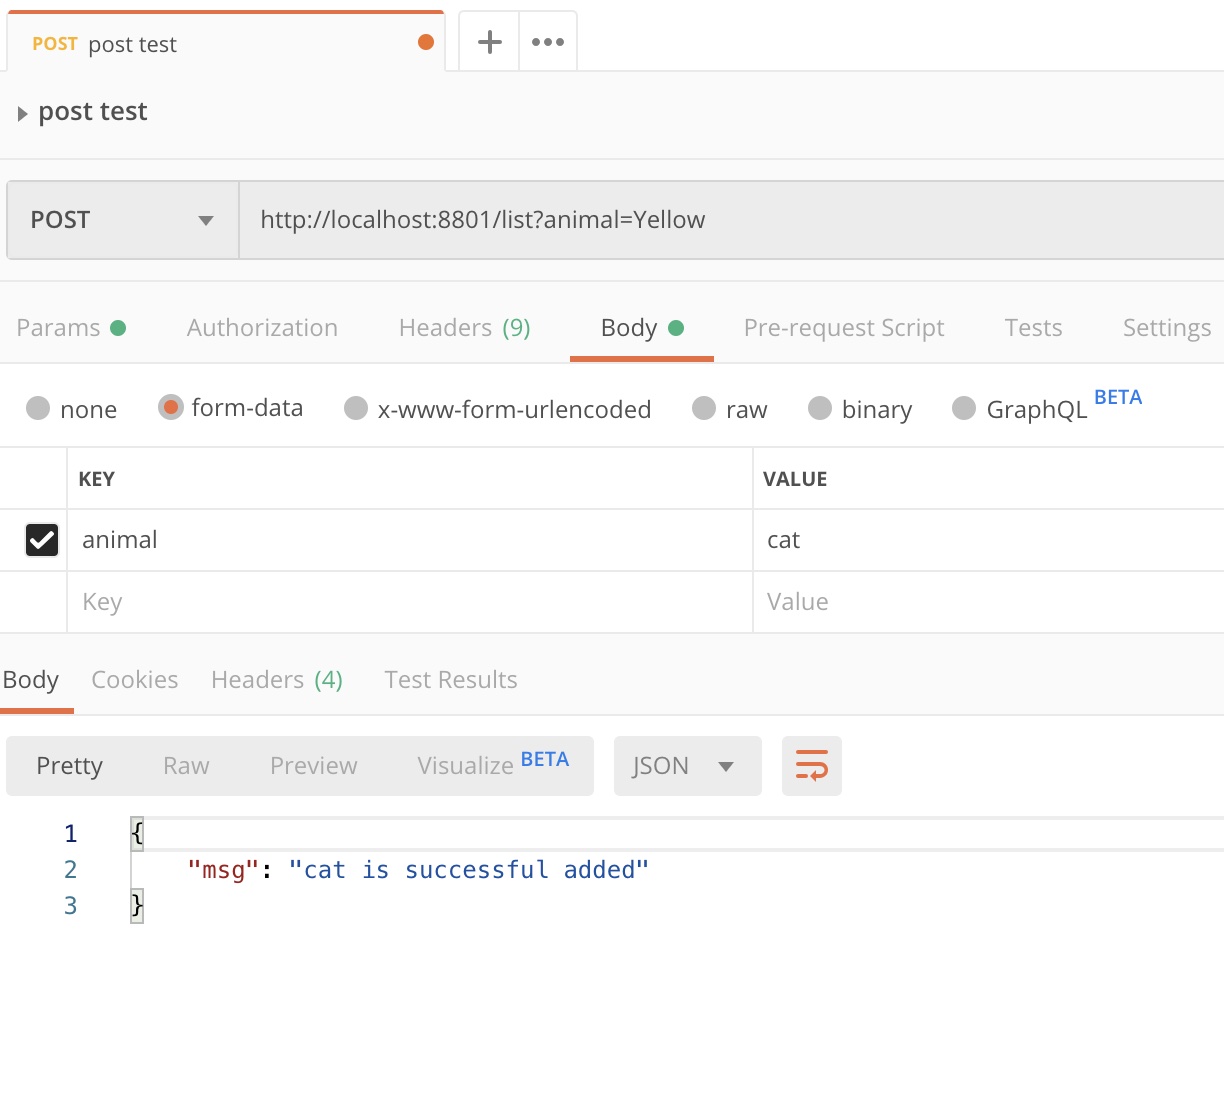 POST post test
post test
POST http://localhost:8801/list?animal=Yellow
Params Authorization Headers (9) Body Pre-request Script Tests Settings
none form-data x-www-form-urlencoded raw binary GraphQL BETA
KEY VALUE
animal cat
Key Value
Body Cookies Headers (4) Test Results
Pretty Raw Preview Visualize BETA JSON
1 {
2 "msg": "cat is successful added"
3 }